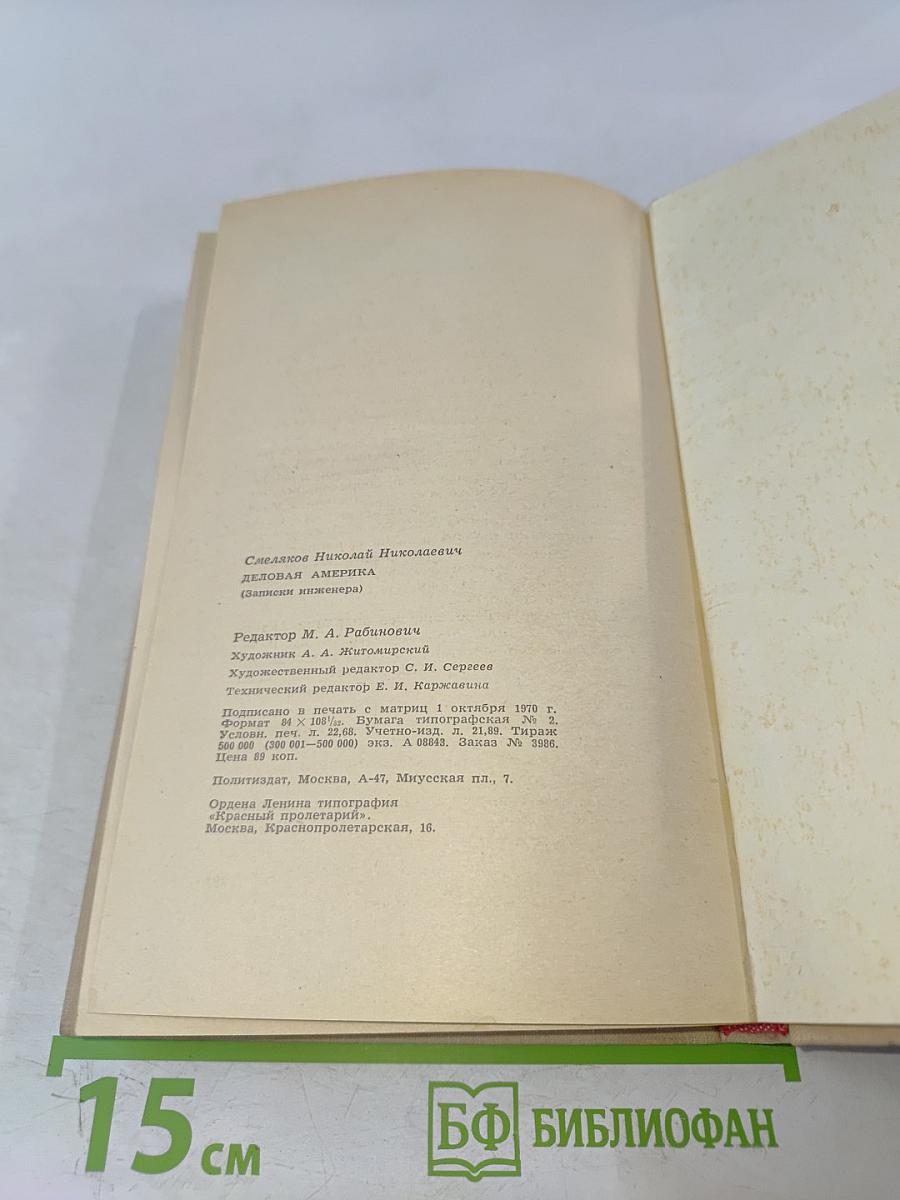 Смеляков Николай Николаевич
ДЕЛОВАЯ АМЕРИКА
(Записки инженера)
Редактор М. А. Рабинович
Художник А. А. Житомирский
Художественный редактор С. И. Сергеев
Технический редактор Е. И. Каржавина
Подписано в печать с матриц 1 октября 1970 г.
Формат 84 × 108¹/₃₂. Бумага типографская № 2.
Условн. печ. л. 22,68. Учетно-изд. л. 21,89. Тираж
500 000 (300 001—500 000) экз. А 08843. Заказ № 3986.
Цена 89 коп.
Политиздат, Москва, А-47, Миусская пл., 7.
Ордена Ленина типография
«Красный пролетарий».
Москва, Краснопролетарская, 16.
15 см
БФ БИБЛИОФАН